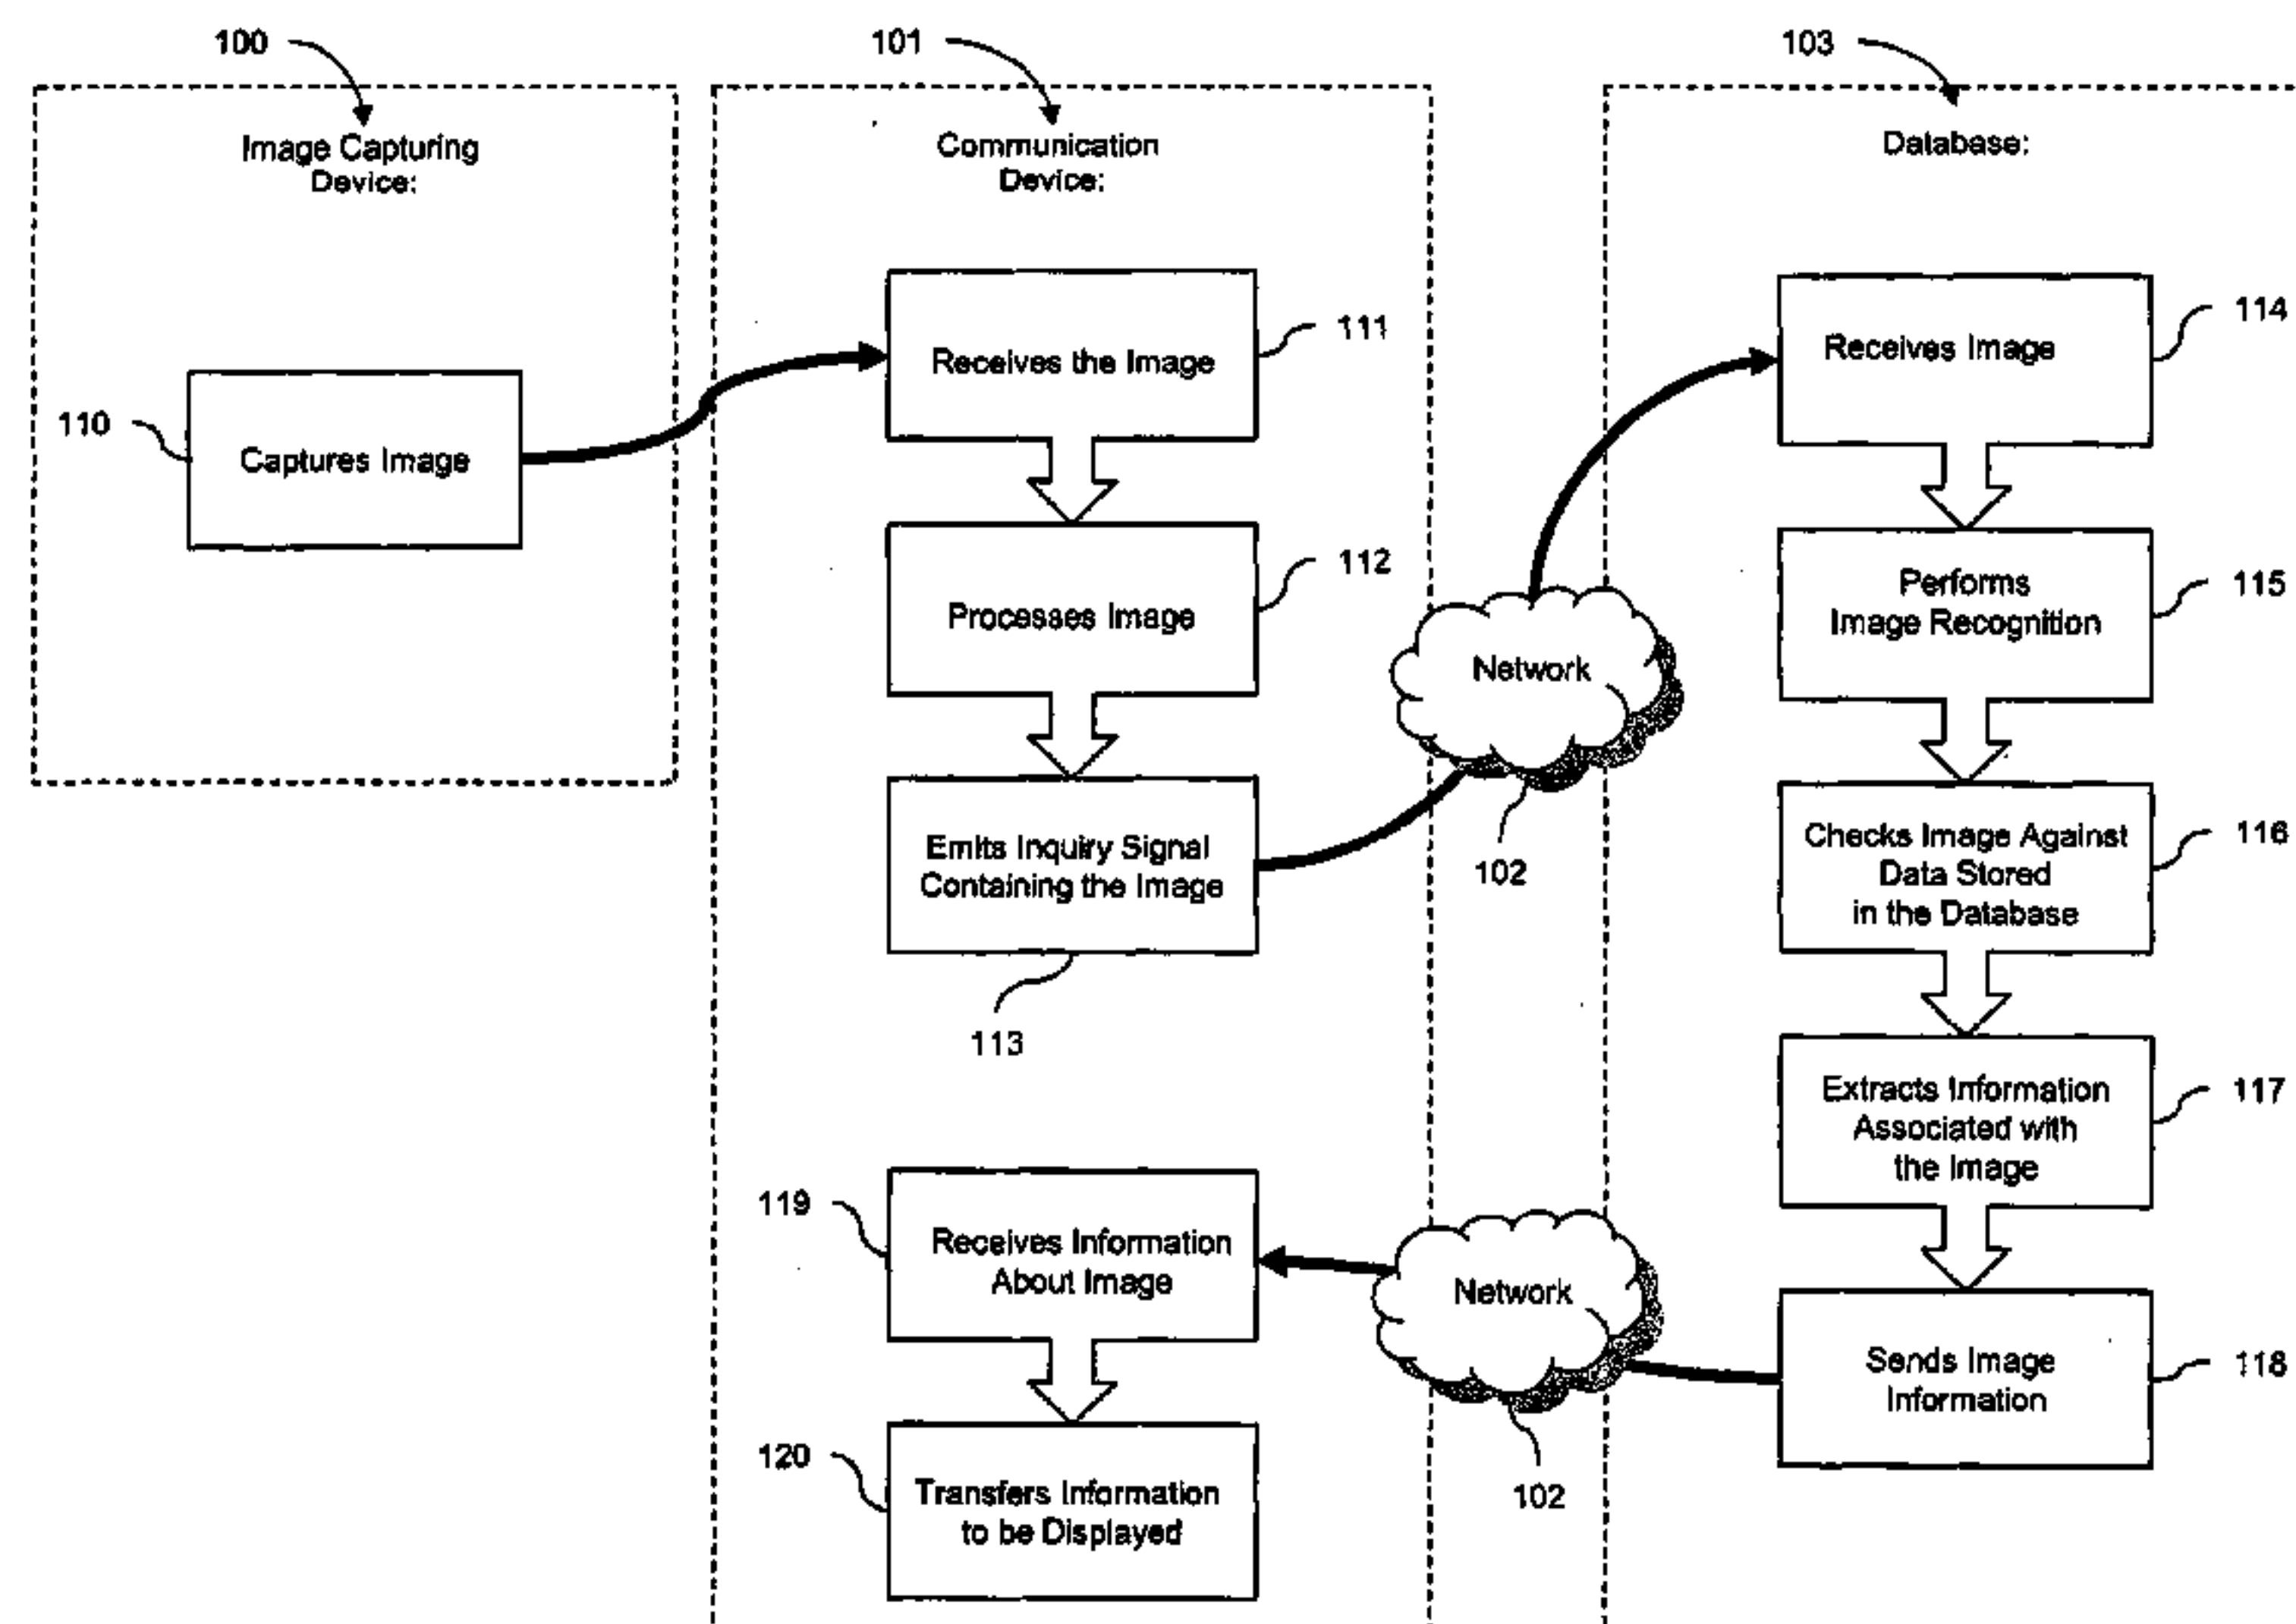 100
Image Capturing
Device:
110
Captures Image
101
Communication
Device:
Receives the Image
111
Processes Image
112
Emits Inquiry Signal
Containing the Image
113
Network
102
103
Database:
Receives Image
114
Performs
Image Recognition
115
Checks Image Against
Data Stored
in the Database
116
Extracts Information
Associated with
the Image
117
Sends Image
Information
118
Network
102
119
Receives Information
About Image
120
Transfers Information
to be Displayed